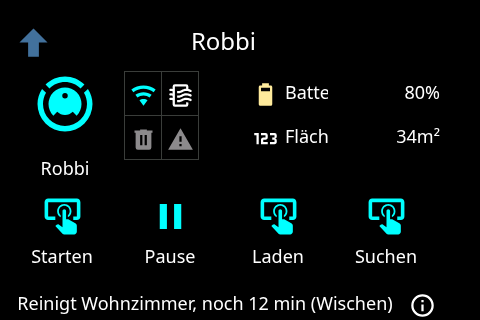 Robbi
Batte 80%
123 Fläch 34m²
Robbi
Starten Pause Laden Suchen
Reinigt Wohnzimmer, noch 12 min (Wischen)